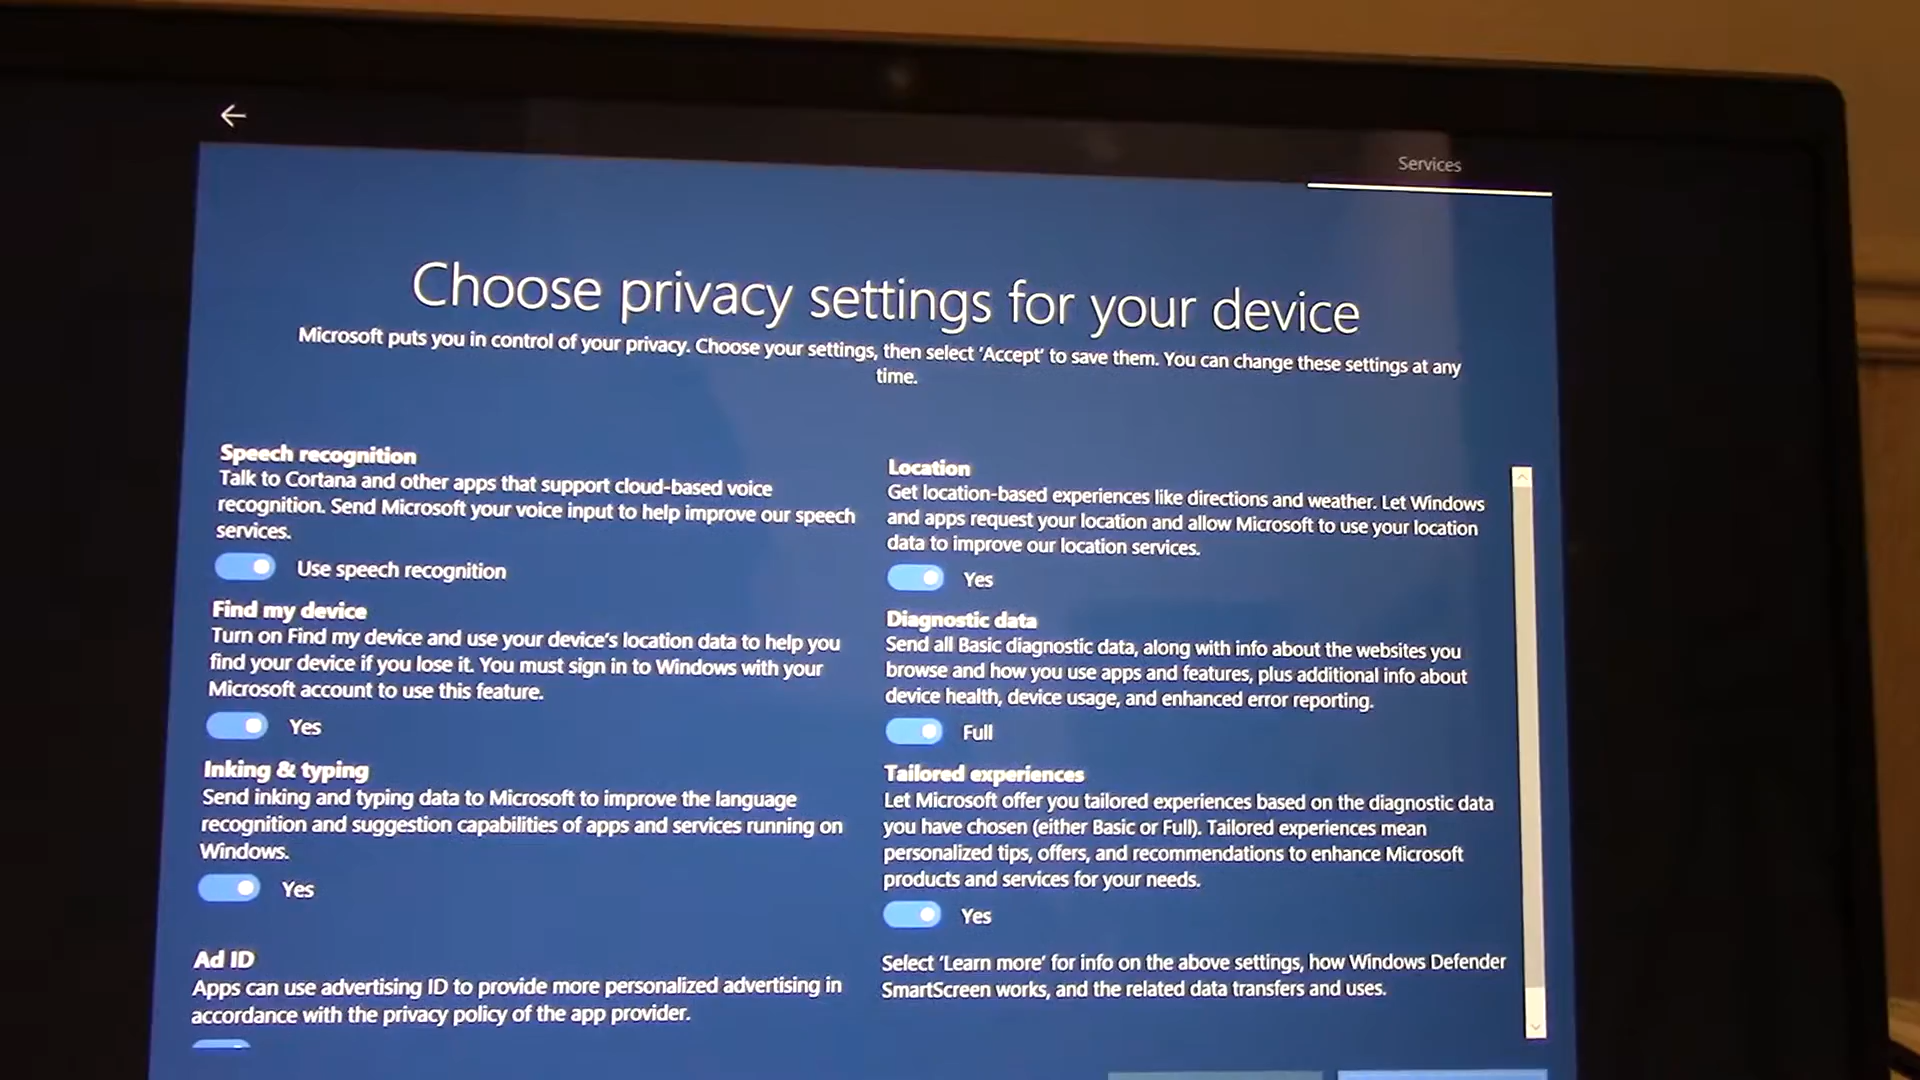 Services
Choose privacy settings for your device
Microsoft puts you in control of your privacy. Choose your settings, then select 'Accept' to save them. You can change these settings at any
time.
Speech recognition
Talk to Cortana and other apps that support cloud-based voice
recognition. Send Microsoft your voice input to help improve our speech
services.
Use speech recognition
Find my device
Turn on Find my device and use your device's location data to help you
find your device if you lose it. You must sign in to Windows with your
Microsoft account to use this feature.
Yes
Inking & typing
Send inking and typing data to Microsoft to improve the language
recognition and suggestion capabilities of apps and services running on
Windows.
Yes
Ad ID
Apps can use advertising ID to provide more personalized advertising in
accordance with the privacy policy of the app provider.
Location
Get location-based experiences like directions and weather. Let Windows
and apps request your location and allow Microsoft to use your location
data to improve our location services.
Yes
Diagnostic data
Send all Basic diagnostic data, along with info about the websites you
browse and how you use apps and features, plus additional info about
device health, device usage, and enhanced error reporting.
Full
Tailored experiences
Let Microsoft offer you tailored experiences based on the diagnostic data
you have chosen (either Basic or Full). Tailored experiences mean
personalized tips, offers, and recommendations to enhance Microsoft
products and services for your needs.
Yes
Select 'Learn more' for info on the above settings, how Windows Defender
SmartScreen works, and the related data transfers and uses.